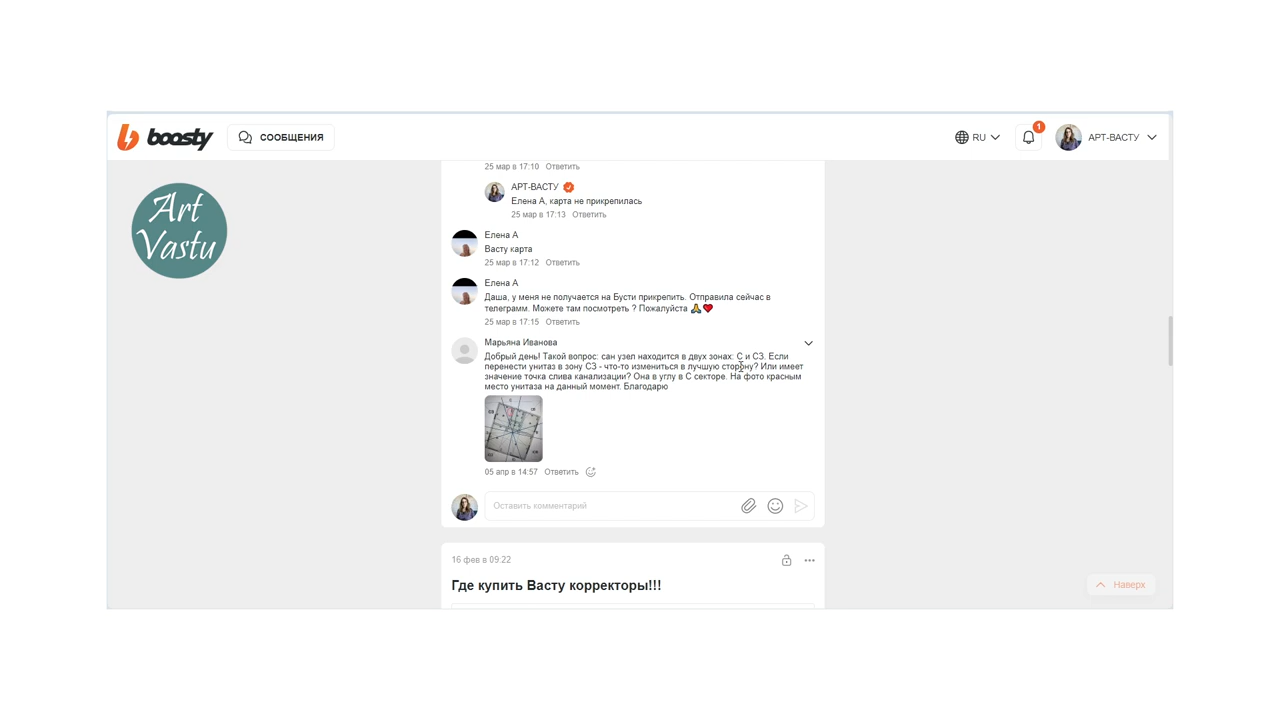 boosty
СООБЩЕНИЯ
RU
1
АРТ-ВАСТУ
Art
Vastu
25 мар в 17:10 Ответить
АРТ-ВАСТУ
Елена А, карта не прикрепилась
25 мар в 17:13 Ответить
Елена А
Васту карта
25 мар в 17:12 Ответить
Елена А
Даша, у меня не получается на Бусти прикрепить. Отправила сейчас в
телеграмм. Можете там посмотреть ? Пожалуйста 🙏❤️
25 мар в 17:15 Ответить
Марьяна Иванова
Добрый день! Такой вопрос: сан узел находится в двух зонах: С и СЗ. Если
перенести унитаз в зону СЗ - что-то измениться в лучшую сторону? Или имеет
значение точка слива канализации? Она в углу в С секторе. На фото красным
место унитаза на данный момент. Благодарю
05 апр в 14:57 Ответить
Оставить комментарий
16 фев в 09:22
Где купить Васту корректоры!!!
Наверх